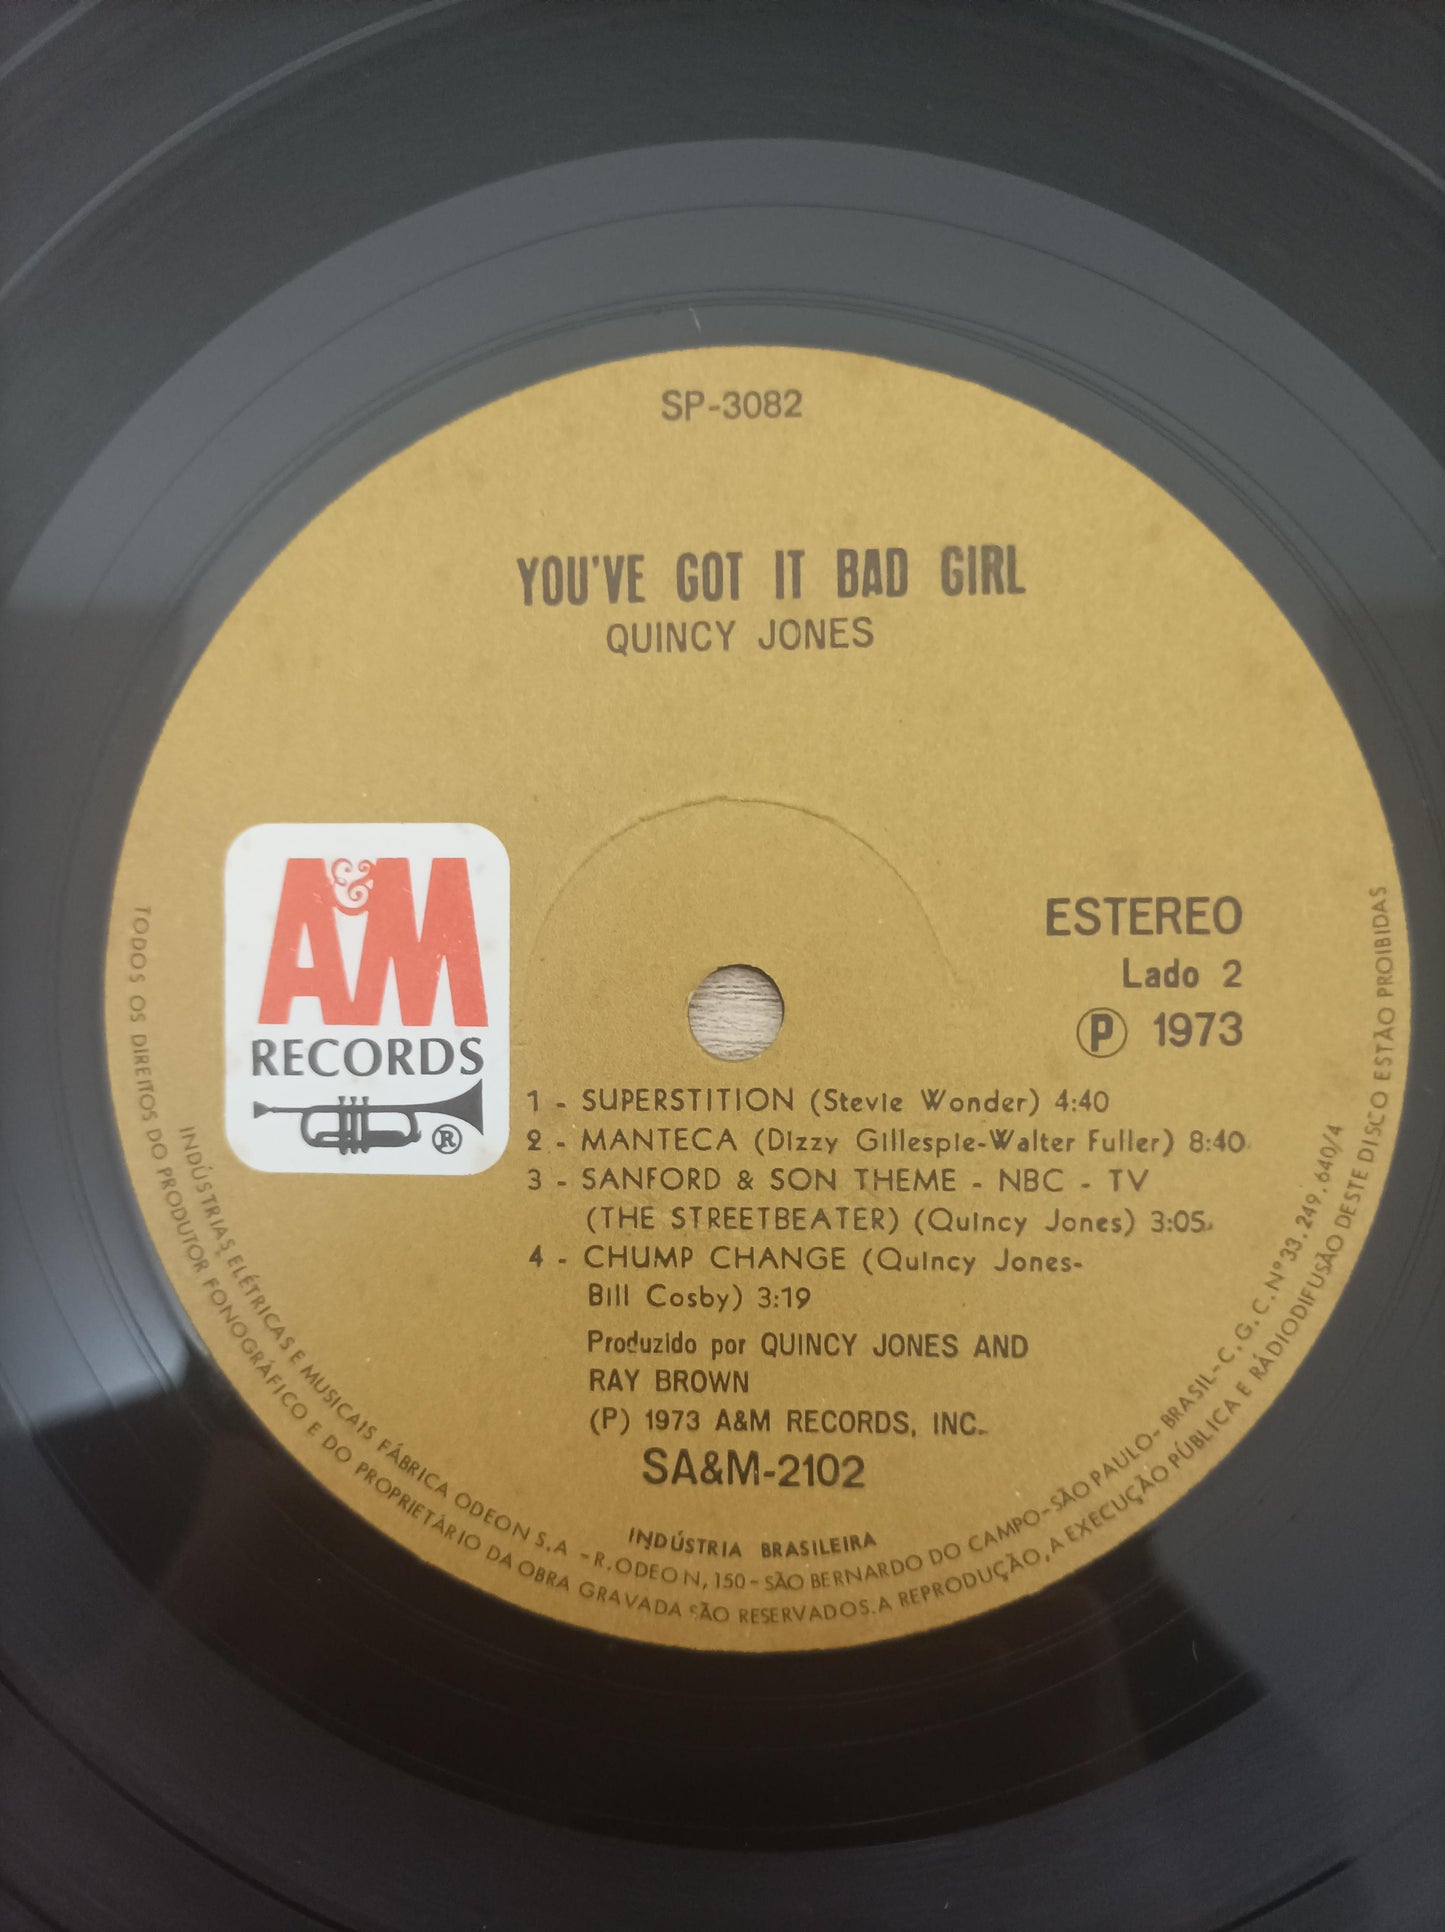 SP-3082
YOU'VE GOT IT BAD GIRL
QUINCY JONES
A&M
RECORDS
®
ESTEREO
Lado 2
Ⓟ 1973
1 - SUPERSTITION (Stevie Wonder) 4:40
2 - MANTECA (Dizzy Gillespie-Walter Fuller) 8:40
3 - SANFORD & SON THEME - NBC - TV
(THE STREETBEATER) (Quincy Jones) 3:05
4 - CHUMP CHANGE (Quincy Jones-
Bill Cosby) 3:19
Produzido por QUINCY JONES AND
RAY BROWN
(P) 1973 A&M RECORDS, INC.
SA&M-2102
INDÚSTRIA BRASILEIRA
INDÚSTRIAS ELÉTRICAS E MUSICAIS FÁBRICA ODEON S.A - R. ODEON, 150 - SÃO BERNARDO DO CAMPO - SÃO PAULO - BRASIL - C.G.C. Nº 33.249.640/4
TODOS OS DIREITOS DO PRODUTOR FONOGRÁFICO E DO PROPRIETÁRIO DA OBRA GRAVADA SÃO RESERVADOS. A REPRODUÇÃO, A EXECUÇÃO PÚBLICA E RÁDIODIFUSÃO DESTE DISCO ESTÃO PROIBIDAS